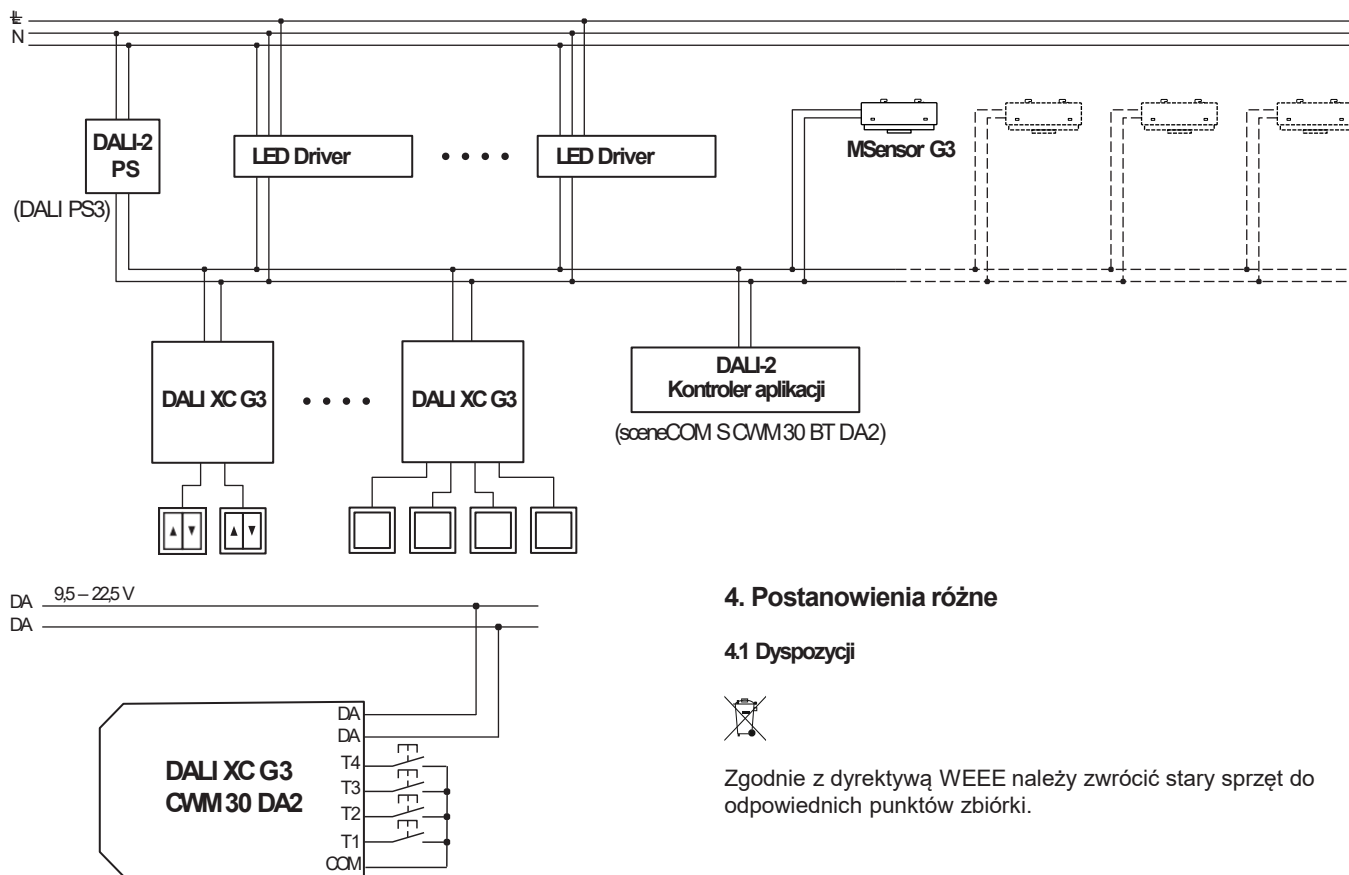 N
DALI-2
PS
(DALI PS3)
LED Driver
LED Driver
MSensor G3
DALI XC G3
DALI XC G3
DALI-2
Kontroler aplikacji
(sceneCOM S CWM 30 BT DA2)
DA 9,5 – 22,5 V
DA
DA
DA
T4
T3
T2
T1
COM
DALI XC G3
CWM 30 DA2
4. Postanowienia różne
4.1 Dyspozycji
Zgodnie z dyrektywą WEEE należy zwrócić stary sprzęt do
odpowiednich punktów zbiórki.